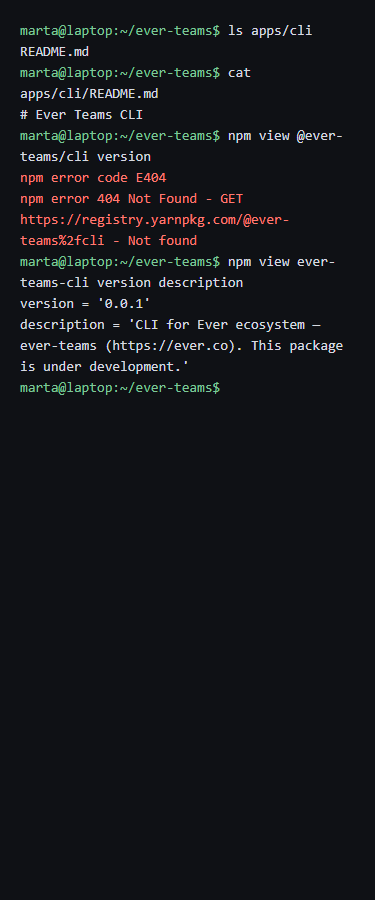 marta@laptop:~/ever-teams$ ls apps/cli
README.md
marta@laptop:~/ever-teams$ cat
apps/cli/README.md
# Ever Teams CLI
marta@laptop:~/ever-teams$ npm view @ever-
teams/cli version
npm error code E404
npm error 404 Not Found - GET
https://registry.yarnpkg.com/@ever-
teams%2fcli - Not found
marta@laptop:~/ever-teams$ npm view ever-
teams-cli version description
version = '0.0.1'
description = 'CLI for Ever ecosystem —
ever-teams (https://ever.co). This package
is under development.'
marta@laptop:~/ever-teams$